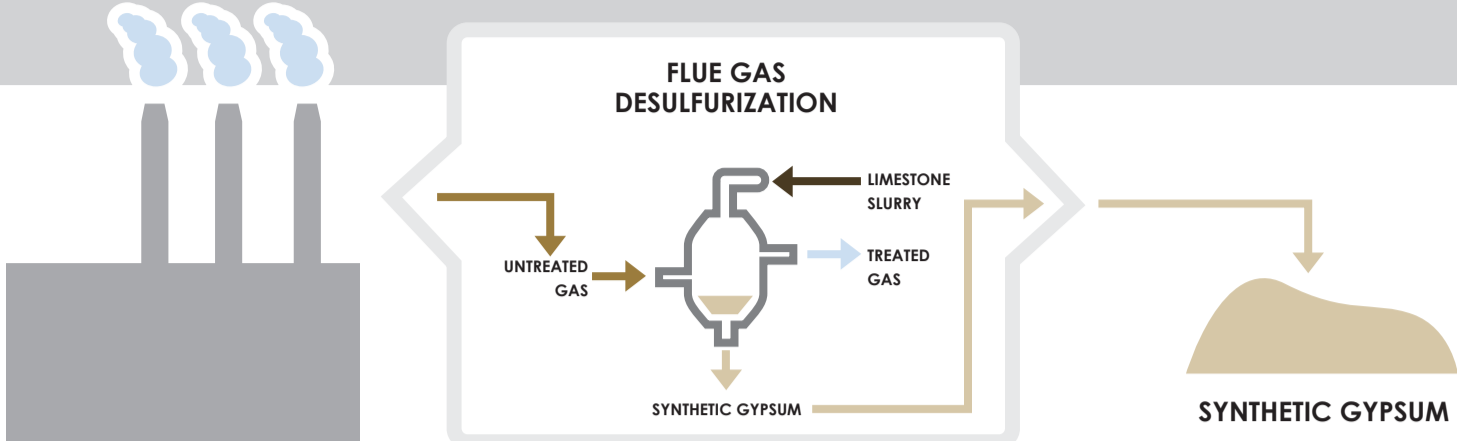 FLUE GAS
DESULFURIZATION
LIMESTONE
SLURRY
UNTREATED
GAS
TREATED
GAS
SYNTHETIC GYPSUM
SYNTHETIC GYPSUM